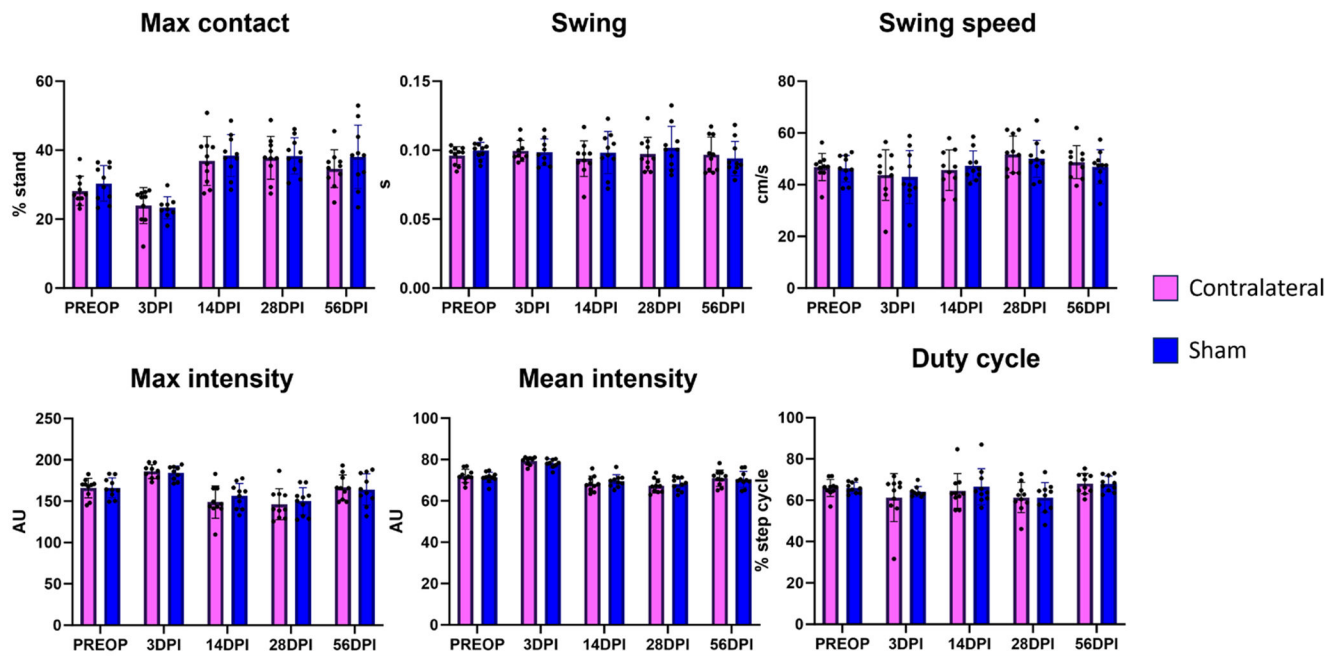 Max contact
% stand
60
40
20
0
PREOP 3DPI 14DPI 28DPI 56DPI
Swing
s
0.15
0.10
0.05
0.00
PREOP 3DPI 14DPI 28DPI 56DPI
Swing speed
cm/s
80
60
40
20
0
PREOP 3DPI 14DPI 28DPI 56DPI
Contralateral
Sham
Max intensity
AU
250
200
150
100
50
0
PREOP 3DPI 14DPI 28DPI 56DPI
Mean intensity
AU
100
80
60
40
20
0
PREOP 3DPI 14DPI 28DPI 56DPI
Duty cycle
% step cycle
100
80
60
40
20
0
PREOP 3DPI 14DPI 28DPI 56DPI